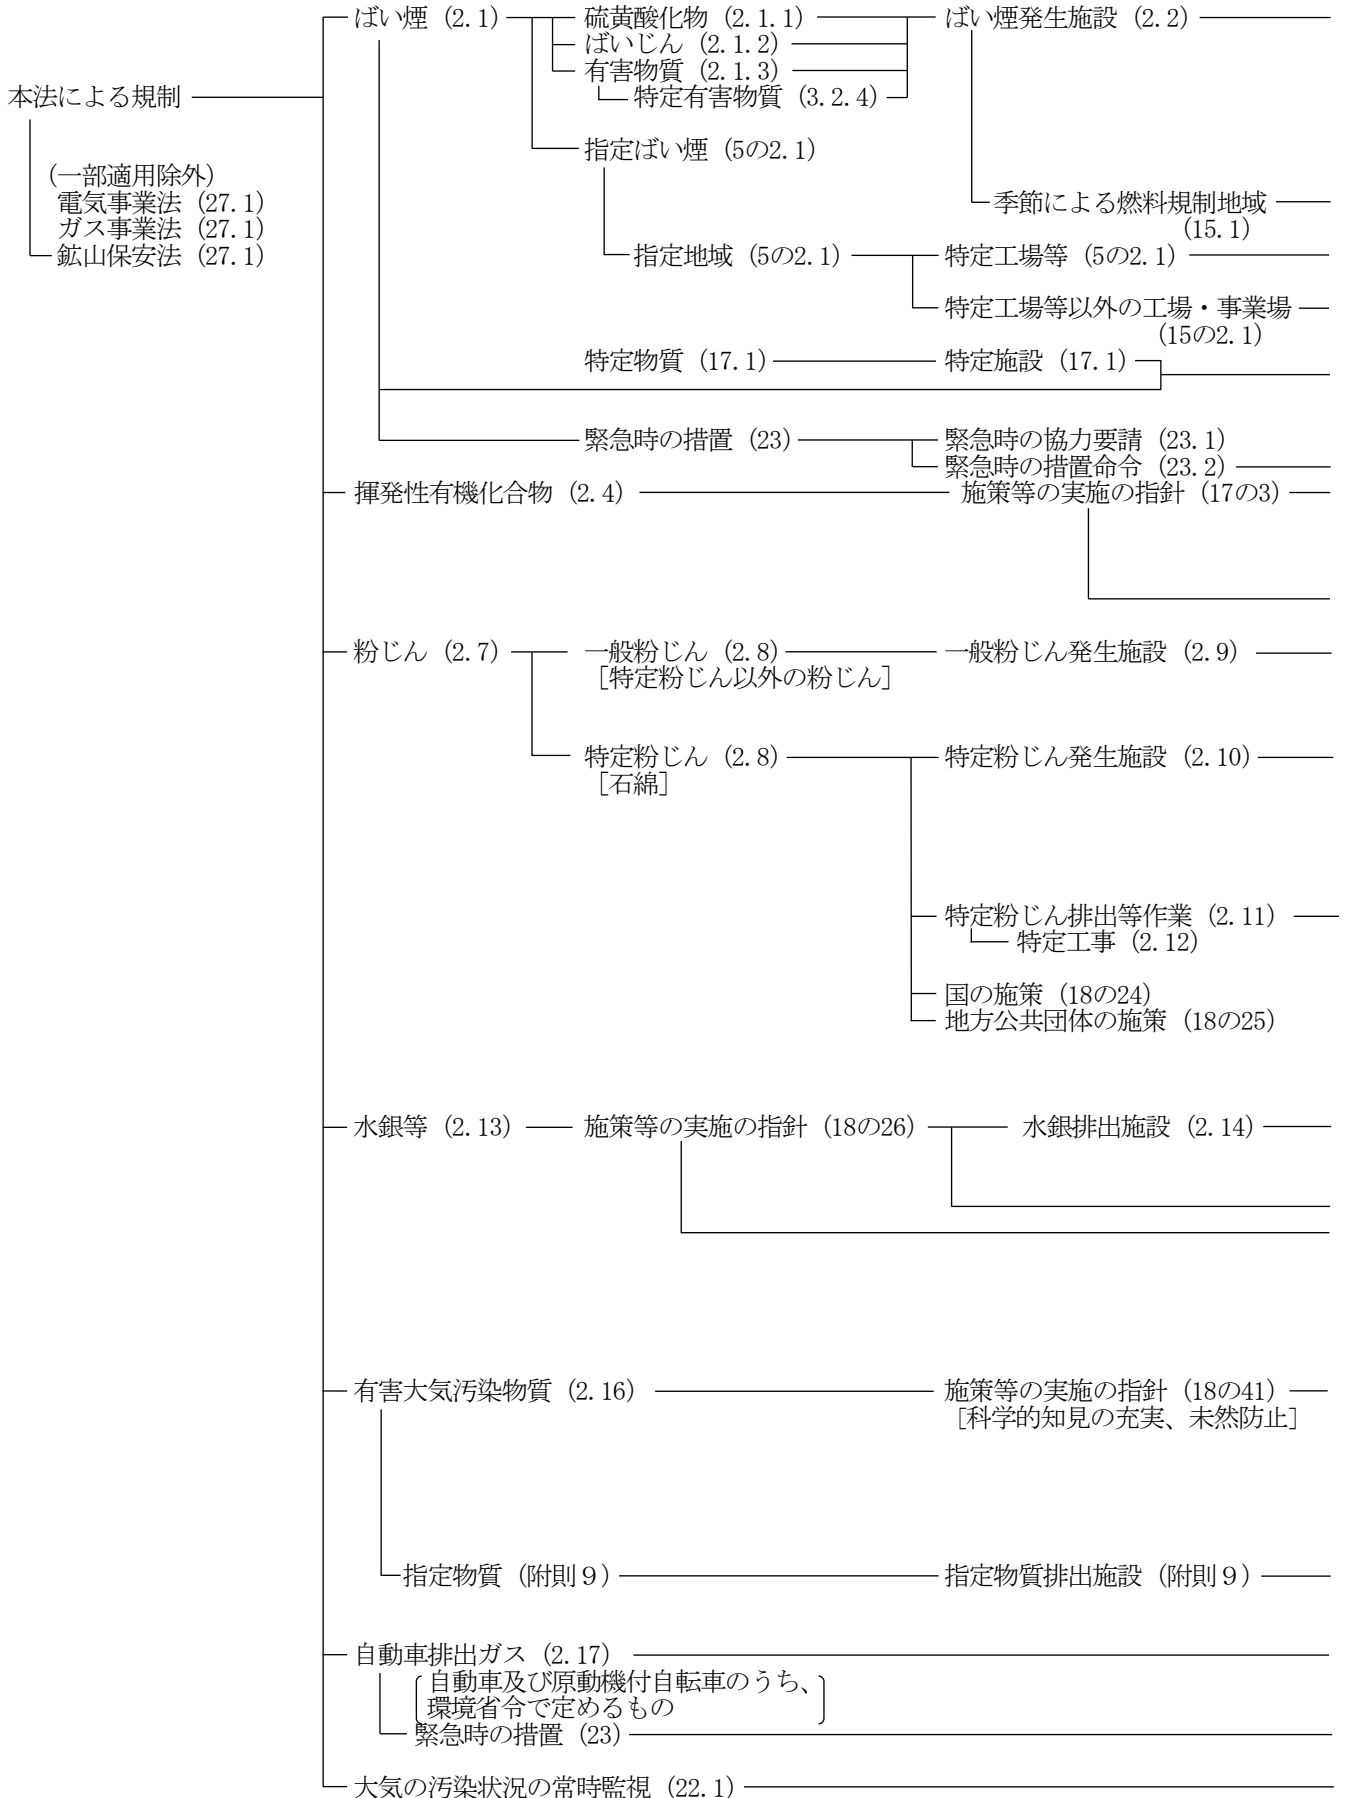 ばい煙（2.1）　硫黄酸化物（2.1.1）　ばい煙発生施設（2.2）
ばいじん（2.1.2）
有害物質（2.1.3）
本法による規制　特定有害物質（3.2.4）
指定ばい煙（5の2.1）
（一部適用除外）
電気事業法（27.1）　季節による燃料規制地域
ガス事業法（27.1）　（15.1）
鉱山保安法（27.1）　指定地域（5の2.1）　特定工場等（5の2.1）
特定工場等以外の工場・事業場
（15の2.1）
特定物質（17.1）　特定施設（17.1）
緊急時の措置（23）　緊急時の協力要請（23.1）
緊急時の措置命令（23.2）
揮発性有機化合物（2.4）　施策等の実施の指針（17の3）
粉じん（2.7）　一般粉じん（2.8）　一般粉じん発生施設（2.9）
［特定粉じん以外の粉じん］
特定粉じん（2.8）　特定粉じん発生施設（2.10）
［石綿］
特定粉じん排出等作業（2.11）
特定工事（2.12）
国の施策（18の24）
地方公共団体の施策（18の25）
水銀等（2.13）　施策等の実施の指針（18の26）　水銀排出施設（2.14）
有害大気汚染物質（2.16）　施策等の実施の指針（18の41）
［科学的知見の充実、未然防止］
指定物質（附則９）　指定物質排出施設（附則９）
自動車排出ガス（2.17）
自動車及び原動機付自転車のうち、
環境省令で定めるもの
緊急時の措置（23）
大気の汚染状況の常時監視（22.1）